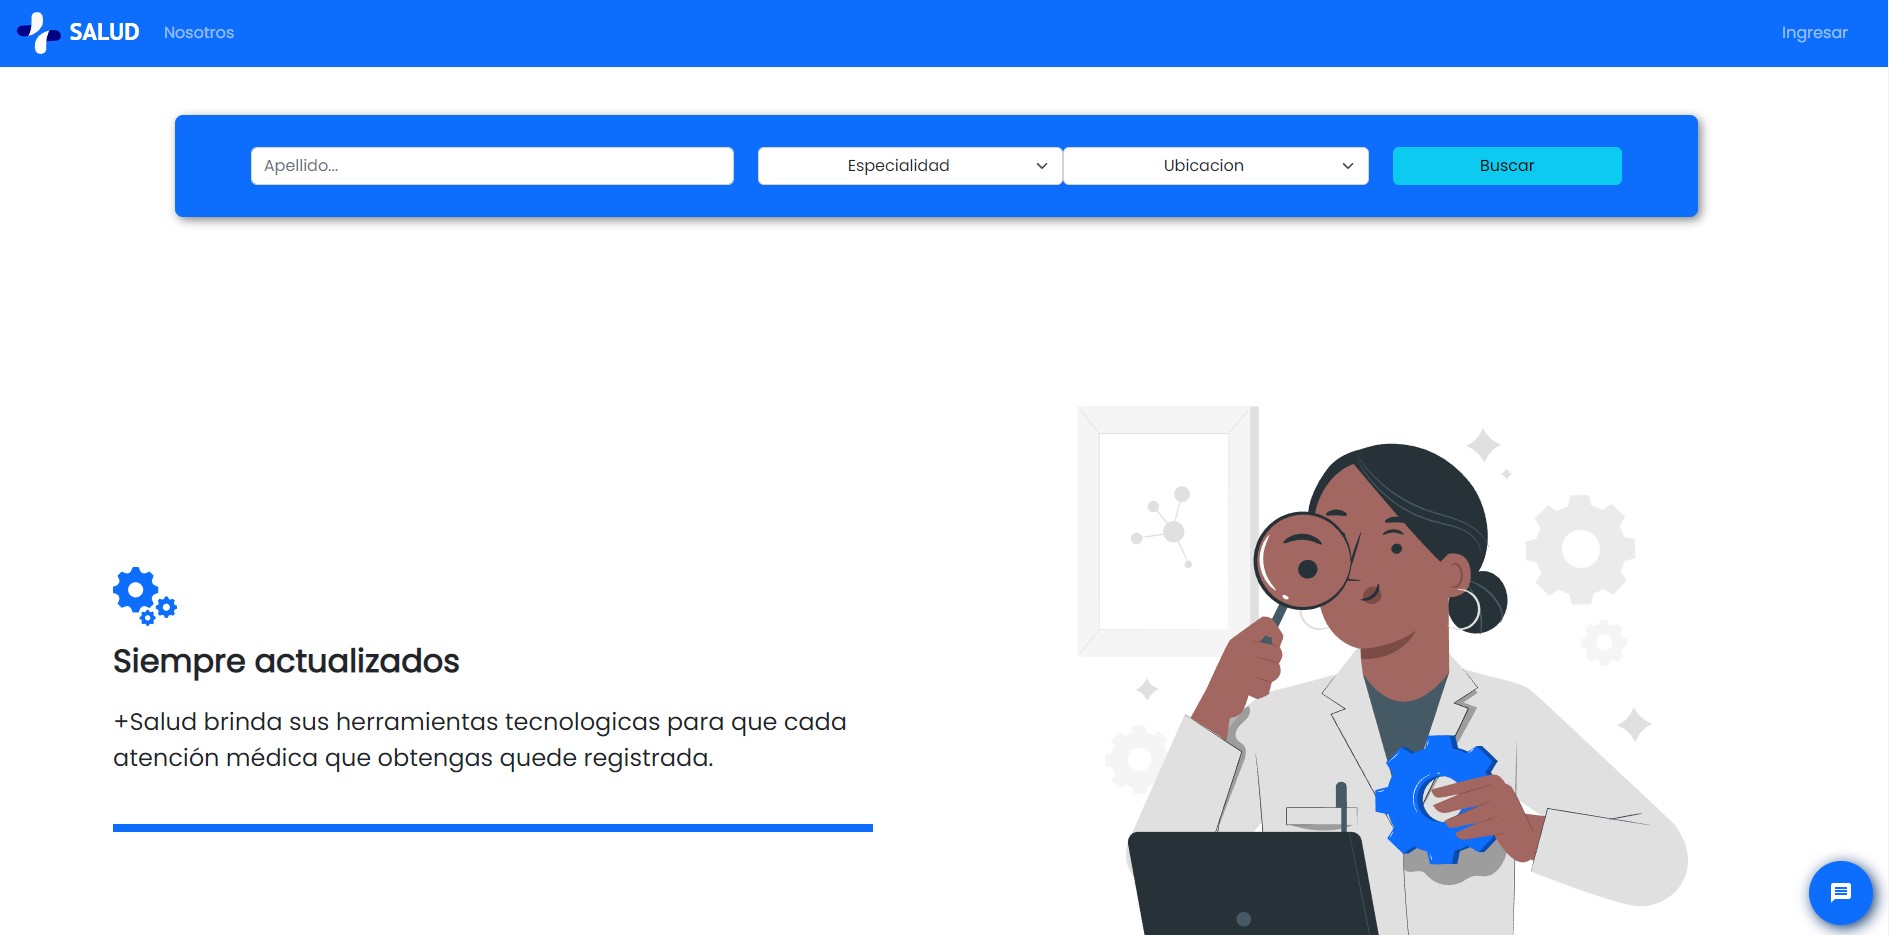 SALUD
Nosotros
Ingresar
Apellido...
Especialidad
Ubicacion
Buscar
Siempre actualizados
+Salud brinda sus herramientas tecnologicas para que cada
atención médica que obtengas quede registrada.